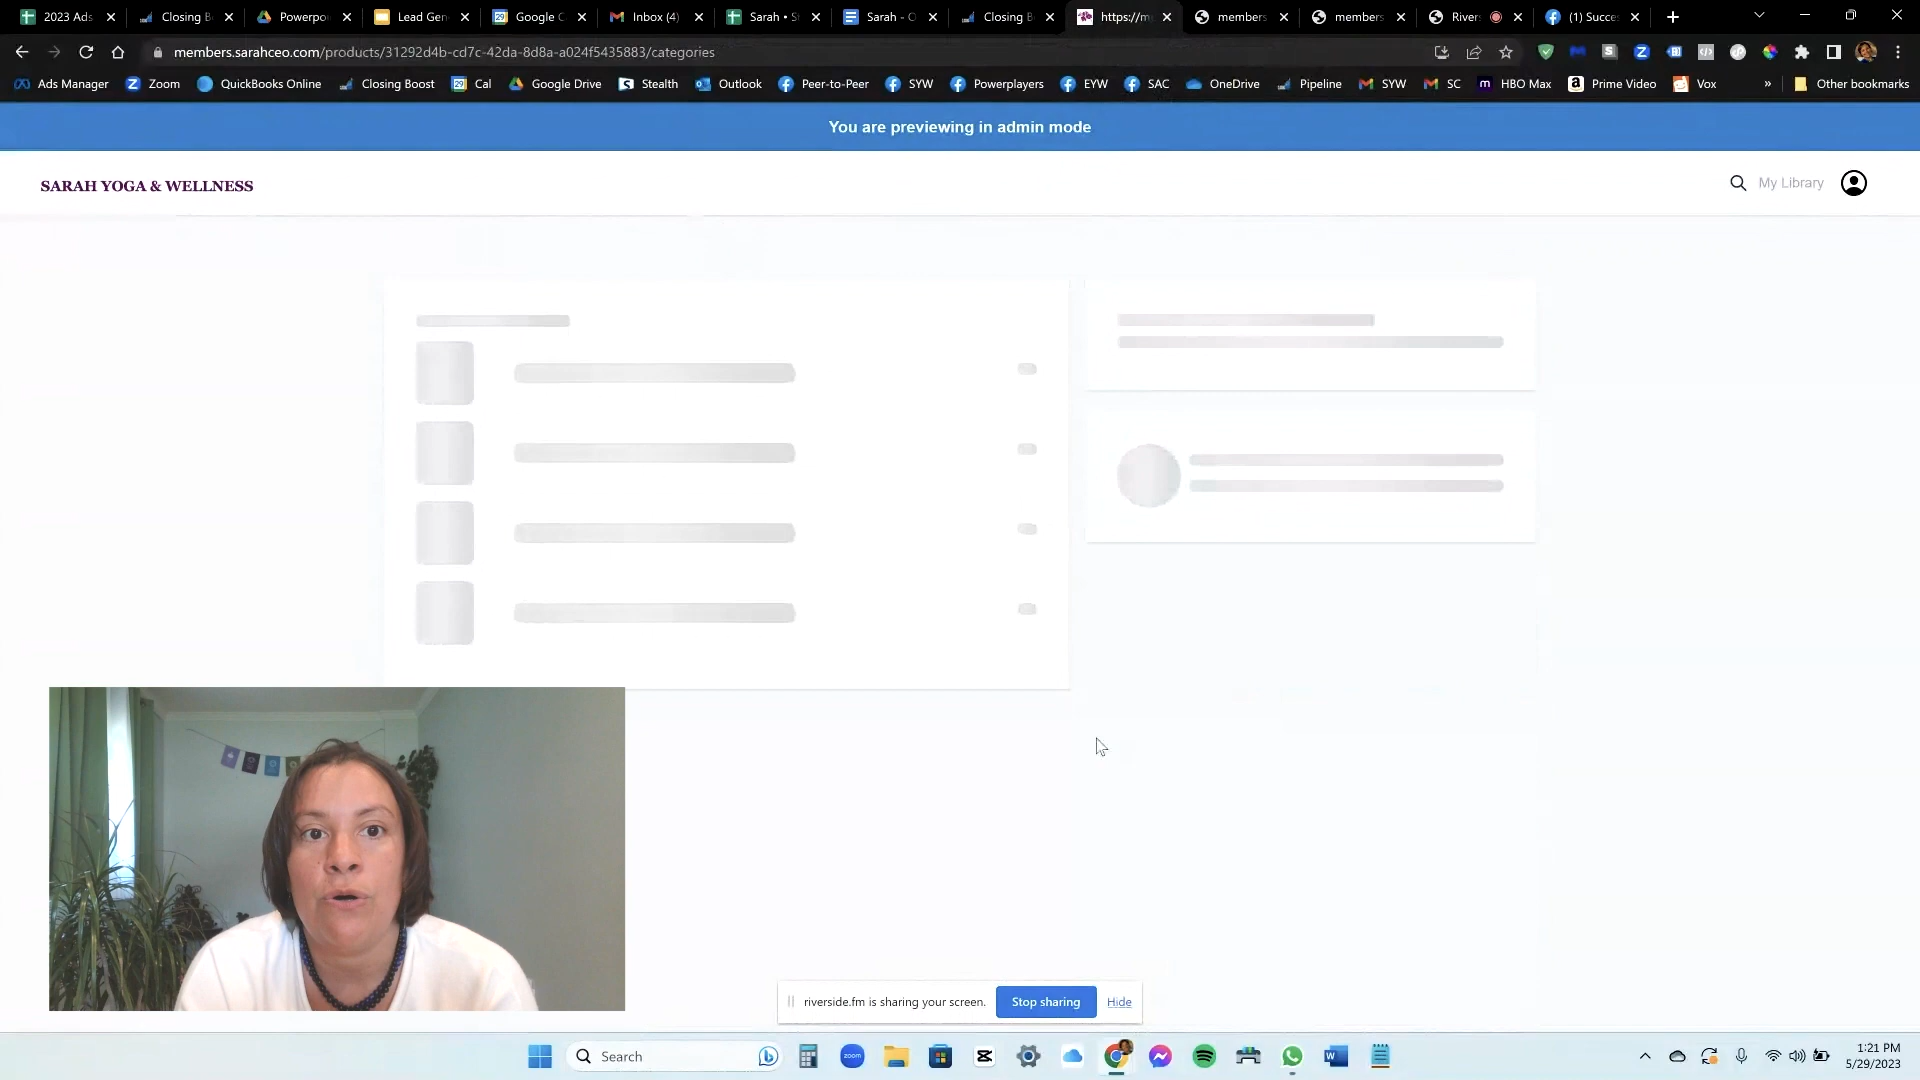 2023 Ads
Closing B
Powerpo
Lead Gen
Google C
Inbox (4)
Sarah • S
Sarah - O
Closing B
https://m
members
members
River
(1) Succe
members.sarahceo.com/products/31292d4b-cd7c-42da-8d8a-a024f5435883/categories
Ads Manager
Zoom
QuickBooks Online
Closing Boost
Cal
Google Drive
Stealth
Outlook
Peer-to-Peer
SYW
Powerplayers
EYW
SAC
OneDrive
Pipeline
SYW
SC
HBO Max
Prime Video
Vox
»
Other bookmarks
You are previewing in admin mode
SARAH YOGA & WELLNESS
My Library
riverside.fm is sharing your screen.
Stop sharing
Hide
Search
zoom
1:21 PM
5/29/2023